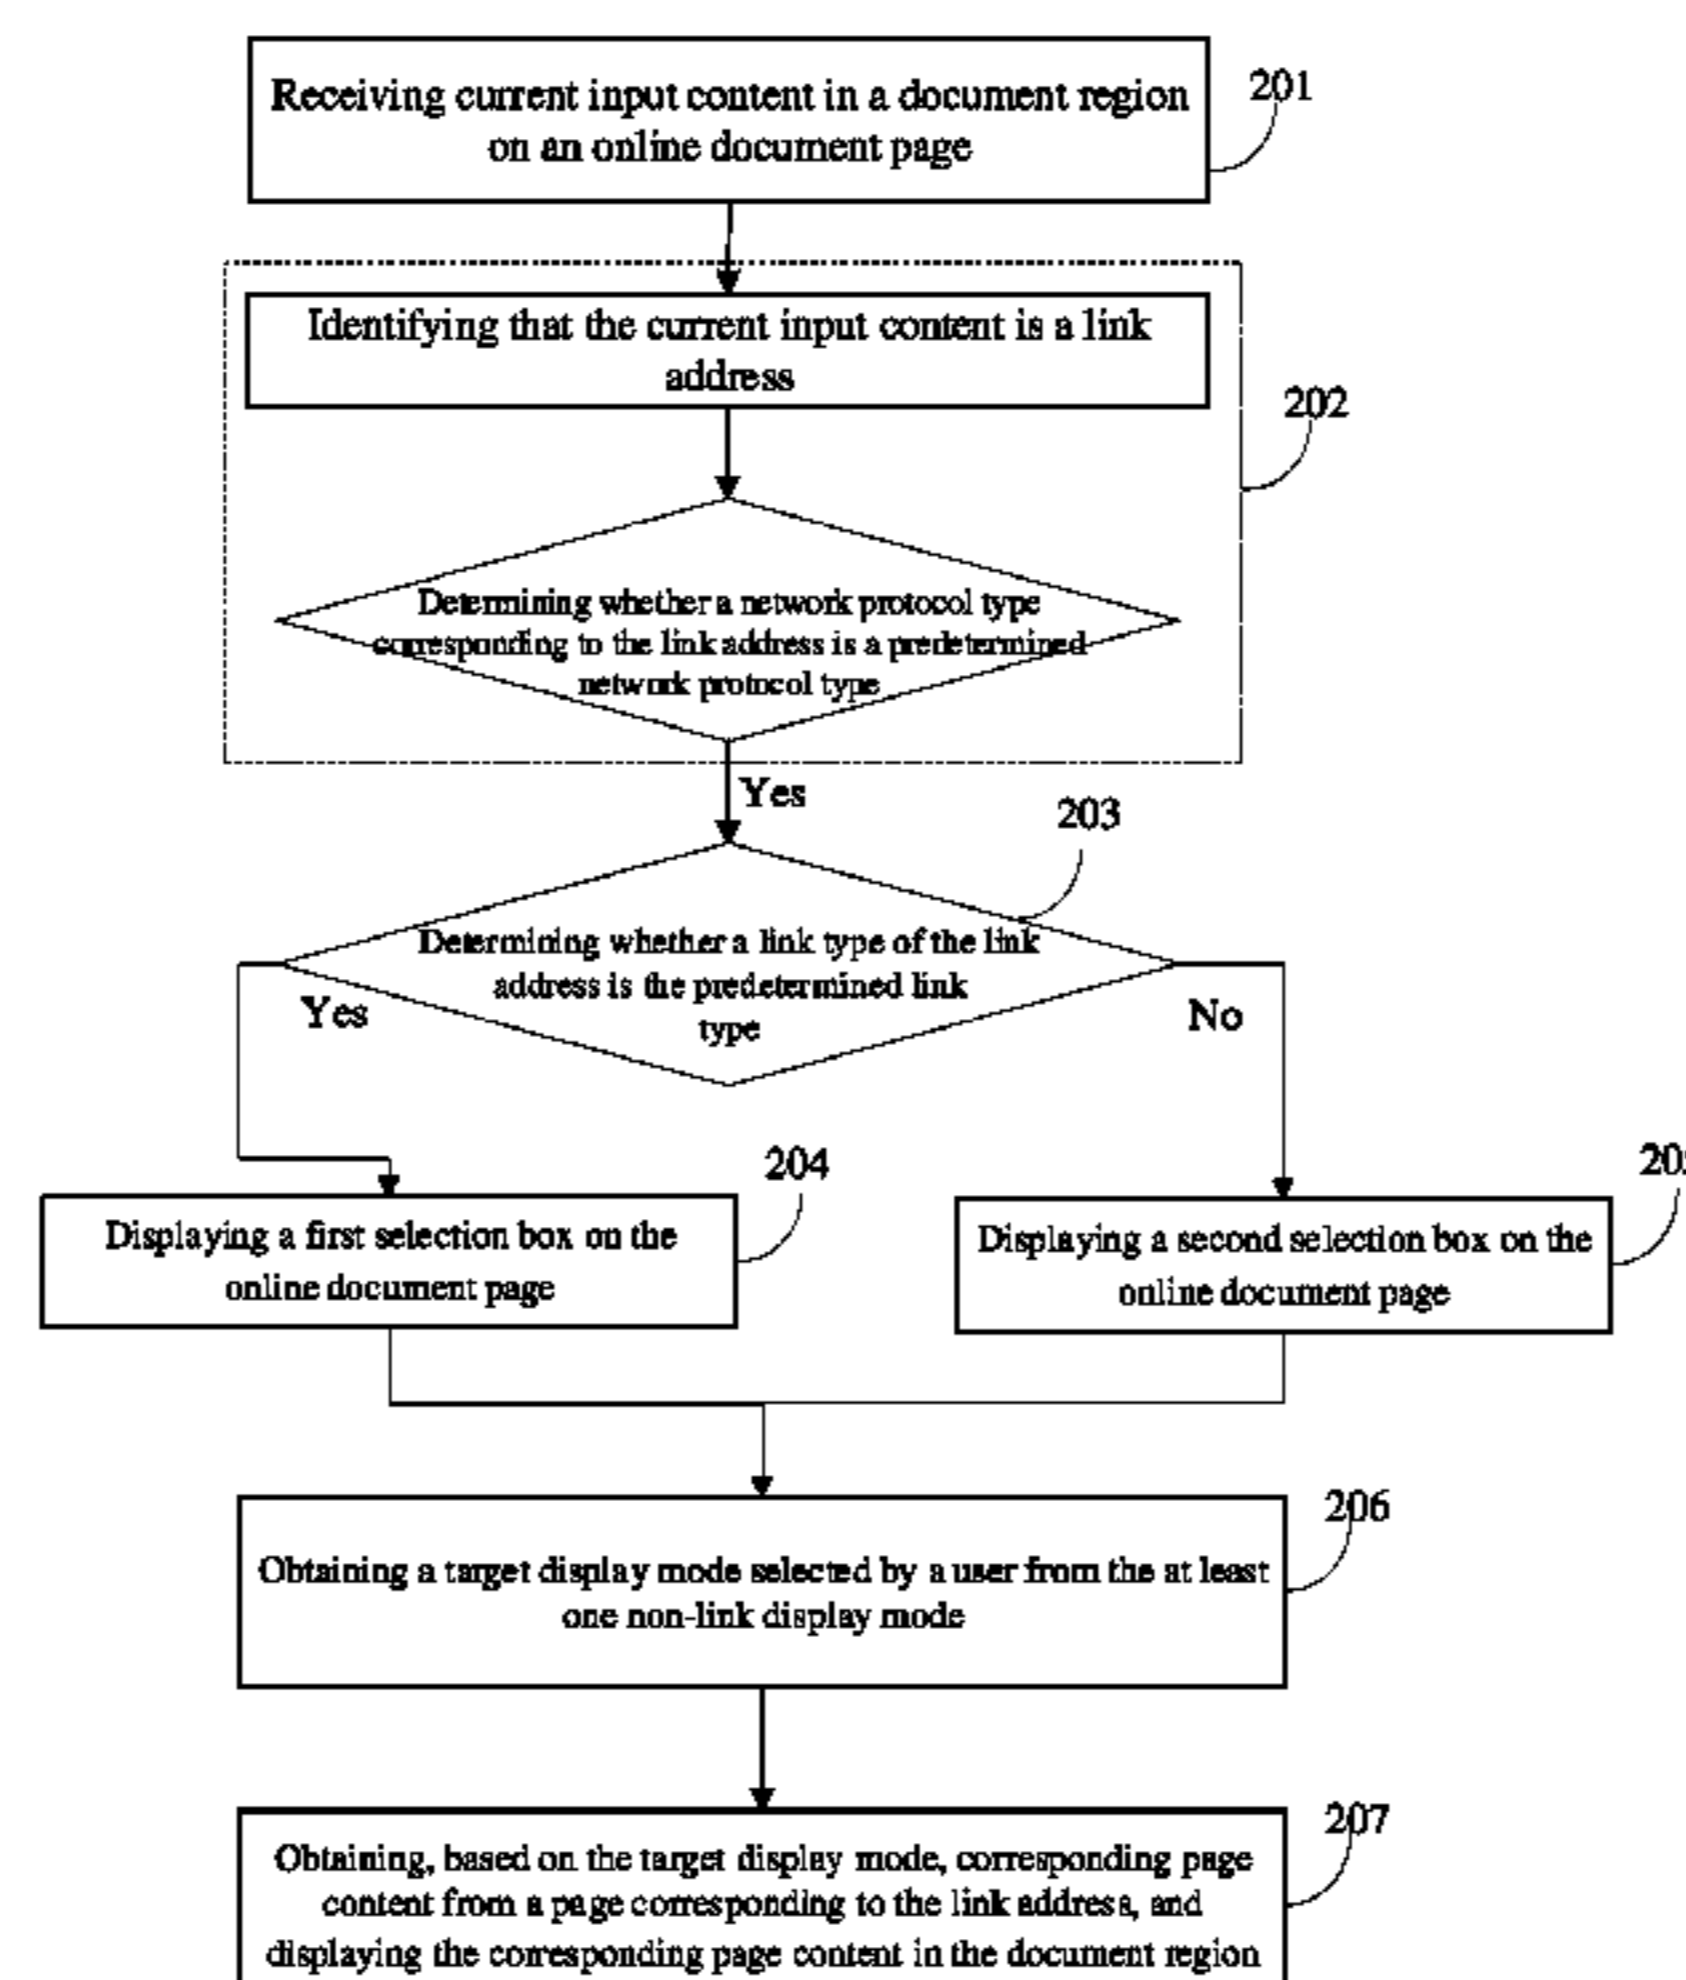 Receiving current input content in a document region
on an online document page
201
Identifying that the current input content is a link
address
202
Determining whether a network protocol type
corresponding to the link address is a predetermined
network protocol type
Yes
203
Determining whether a link type of the link
address is the predetermined link
type
Yes
No
204
Displaying a first selection box on the
online document page
Displaying a second selection box on the
online document page
206
Obtaining a target display mode selected by a user from the at least
one non-link display mode
207
Obtaining, based on the target display mode, corresponding page
content from a page corresponding to the link address, and
displaying the corresponding page content in the document region